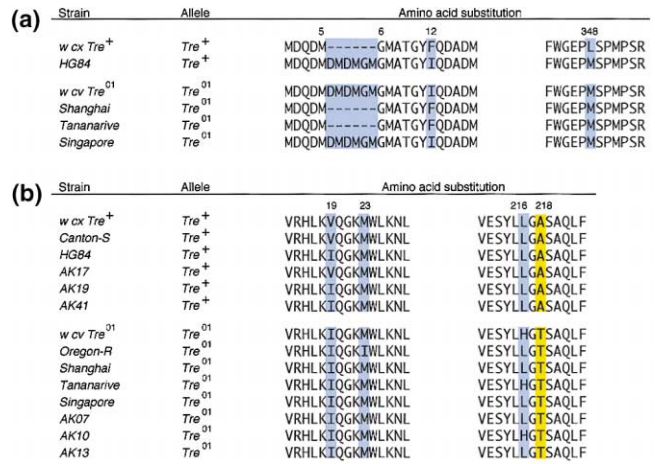 (a) Strain Allele Amino acid substitution
5 6 12 348
w cx Tre+ Tre+ MDQDM------GMATGYFQDADM FWGEPLSPMPSR
HG84 Tre+ MDQDMDMDMGMGMATGYIQDADM FWGEPMSPMPSR
w cv Tre01 Tre01 MDQDMDMDMGMGMATGYIQDADM FWGEPMSPMPSR
Shanghai Tre01 MDQDM------GMATGYIQDADM FWGEPMSPMPSR
Tananarive Tre01 MDQDM------GMATGYIQDADM FWGEPMSPMPSR
Singapore Tre01 MDQDMDMDMGMGMATGYIQDADM FWGEPMSPMPSR
(b) Strain Allele Amino acid substitution
19 23 216 218
w cx Tre+ Tre+ VRHLKVQGKMWLKNL VESYLLGASAQLF
Canton-S Tre+ VRHLKVQGKMWLKNL VESYLLGASAQLF
HG84 Tre+ VRHLKIQGKMWLKNL VESYLLGASAQLF
AK17 Tre+ VRHLKVQGKMWLKNL VESYLLGASAQLF
AK19 Tre+ VRHLKIQGKMWLKNL VESYLLGASAQLF
AK41 Tre+ VRHLKIQGKMWLKNL VESYLLGASAQLF
w cv Tre01 Tre01 VRHLKIQGKMWLKNL VESYLHGTSAQLF
Oregon-R Tre01 VRHLKIQGKIWLKNL VESYLLGTSAQLF
Shanghai Tre01 VRHLKIQGKMWLKNL VESYLLGTSAQLF
Tananarive Tre01 VRHLKIQGKMWLKNL VESYLHGTSAQLF
Singapore Tre01 VRHLKIQGKMWLKNL VESYLLGTSAQLF
AK07 Tre01 VRHLKIQGKMWLKNL VESYLLGTSAQLF
AK10 Tre01 VRHLKIQGKMWLKNL VESYLHGTSAQLF
AK13 Tre01 VRHLKIQGKMWLKNL VESYLLGTSAQLF